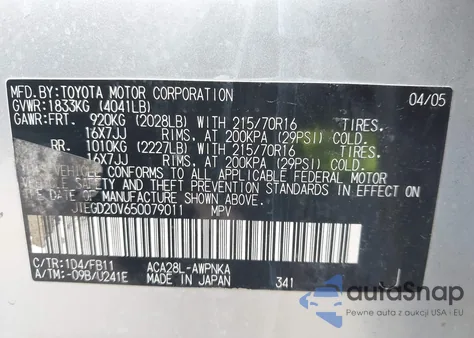 MFD.BY:TOYOTA MOTOR CORPORATION 04/05
GVWR:1833KG (4041LB)
GAWR:FRT. 920KG (2028LB) WITH 215/70R16 TIRES.
16X7JJ RIMS, AT 200KPA (29PSI) COLD.
RR. 1010KG (2227LB) WITH 215/70R16 TIRES.
16X7JJ RIMS, AT 200KPA (29PSI) COLD.
VEHICLE CONFORMS TO ALL APPLICABLE FEDERAL MOTOR
VEHICLE SAFETY AND THEFT PREVENTION STANDARDS IN EFFECT
ON THE DATE OF MANUFACTURE SHOWN ABOVE.
JTEGD20V650079011 MPV
C/TR:1D4/FB11 ACA28L-AWPNKA
A/TM:-09B/U241E MADE IN JAPAN 341
autoSnap
Partner of auction USA i EU